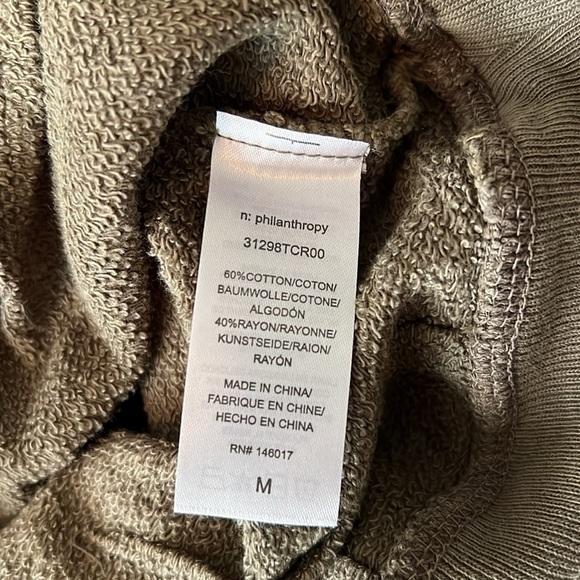 n: philanthropy
31298TCR00
60%COTTON/COTON/
BAUMWOLLE/COTONE/
ALGODÓN
40%RAYON/RAYONNE/
KUNSTSEIDE/RAION/
RAYÓN
MADE IN CHINA/
FABRIQUE EN CHINE/
HECHO EN CHINA
RN# 146017
M